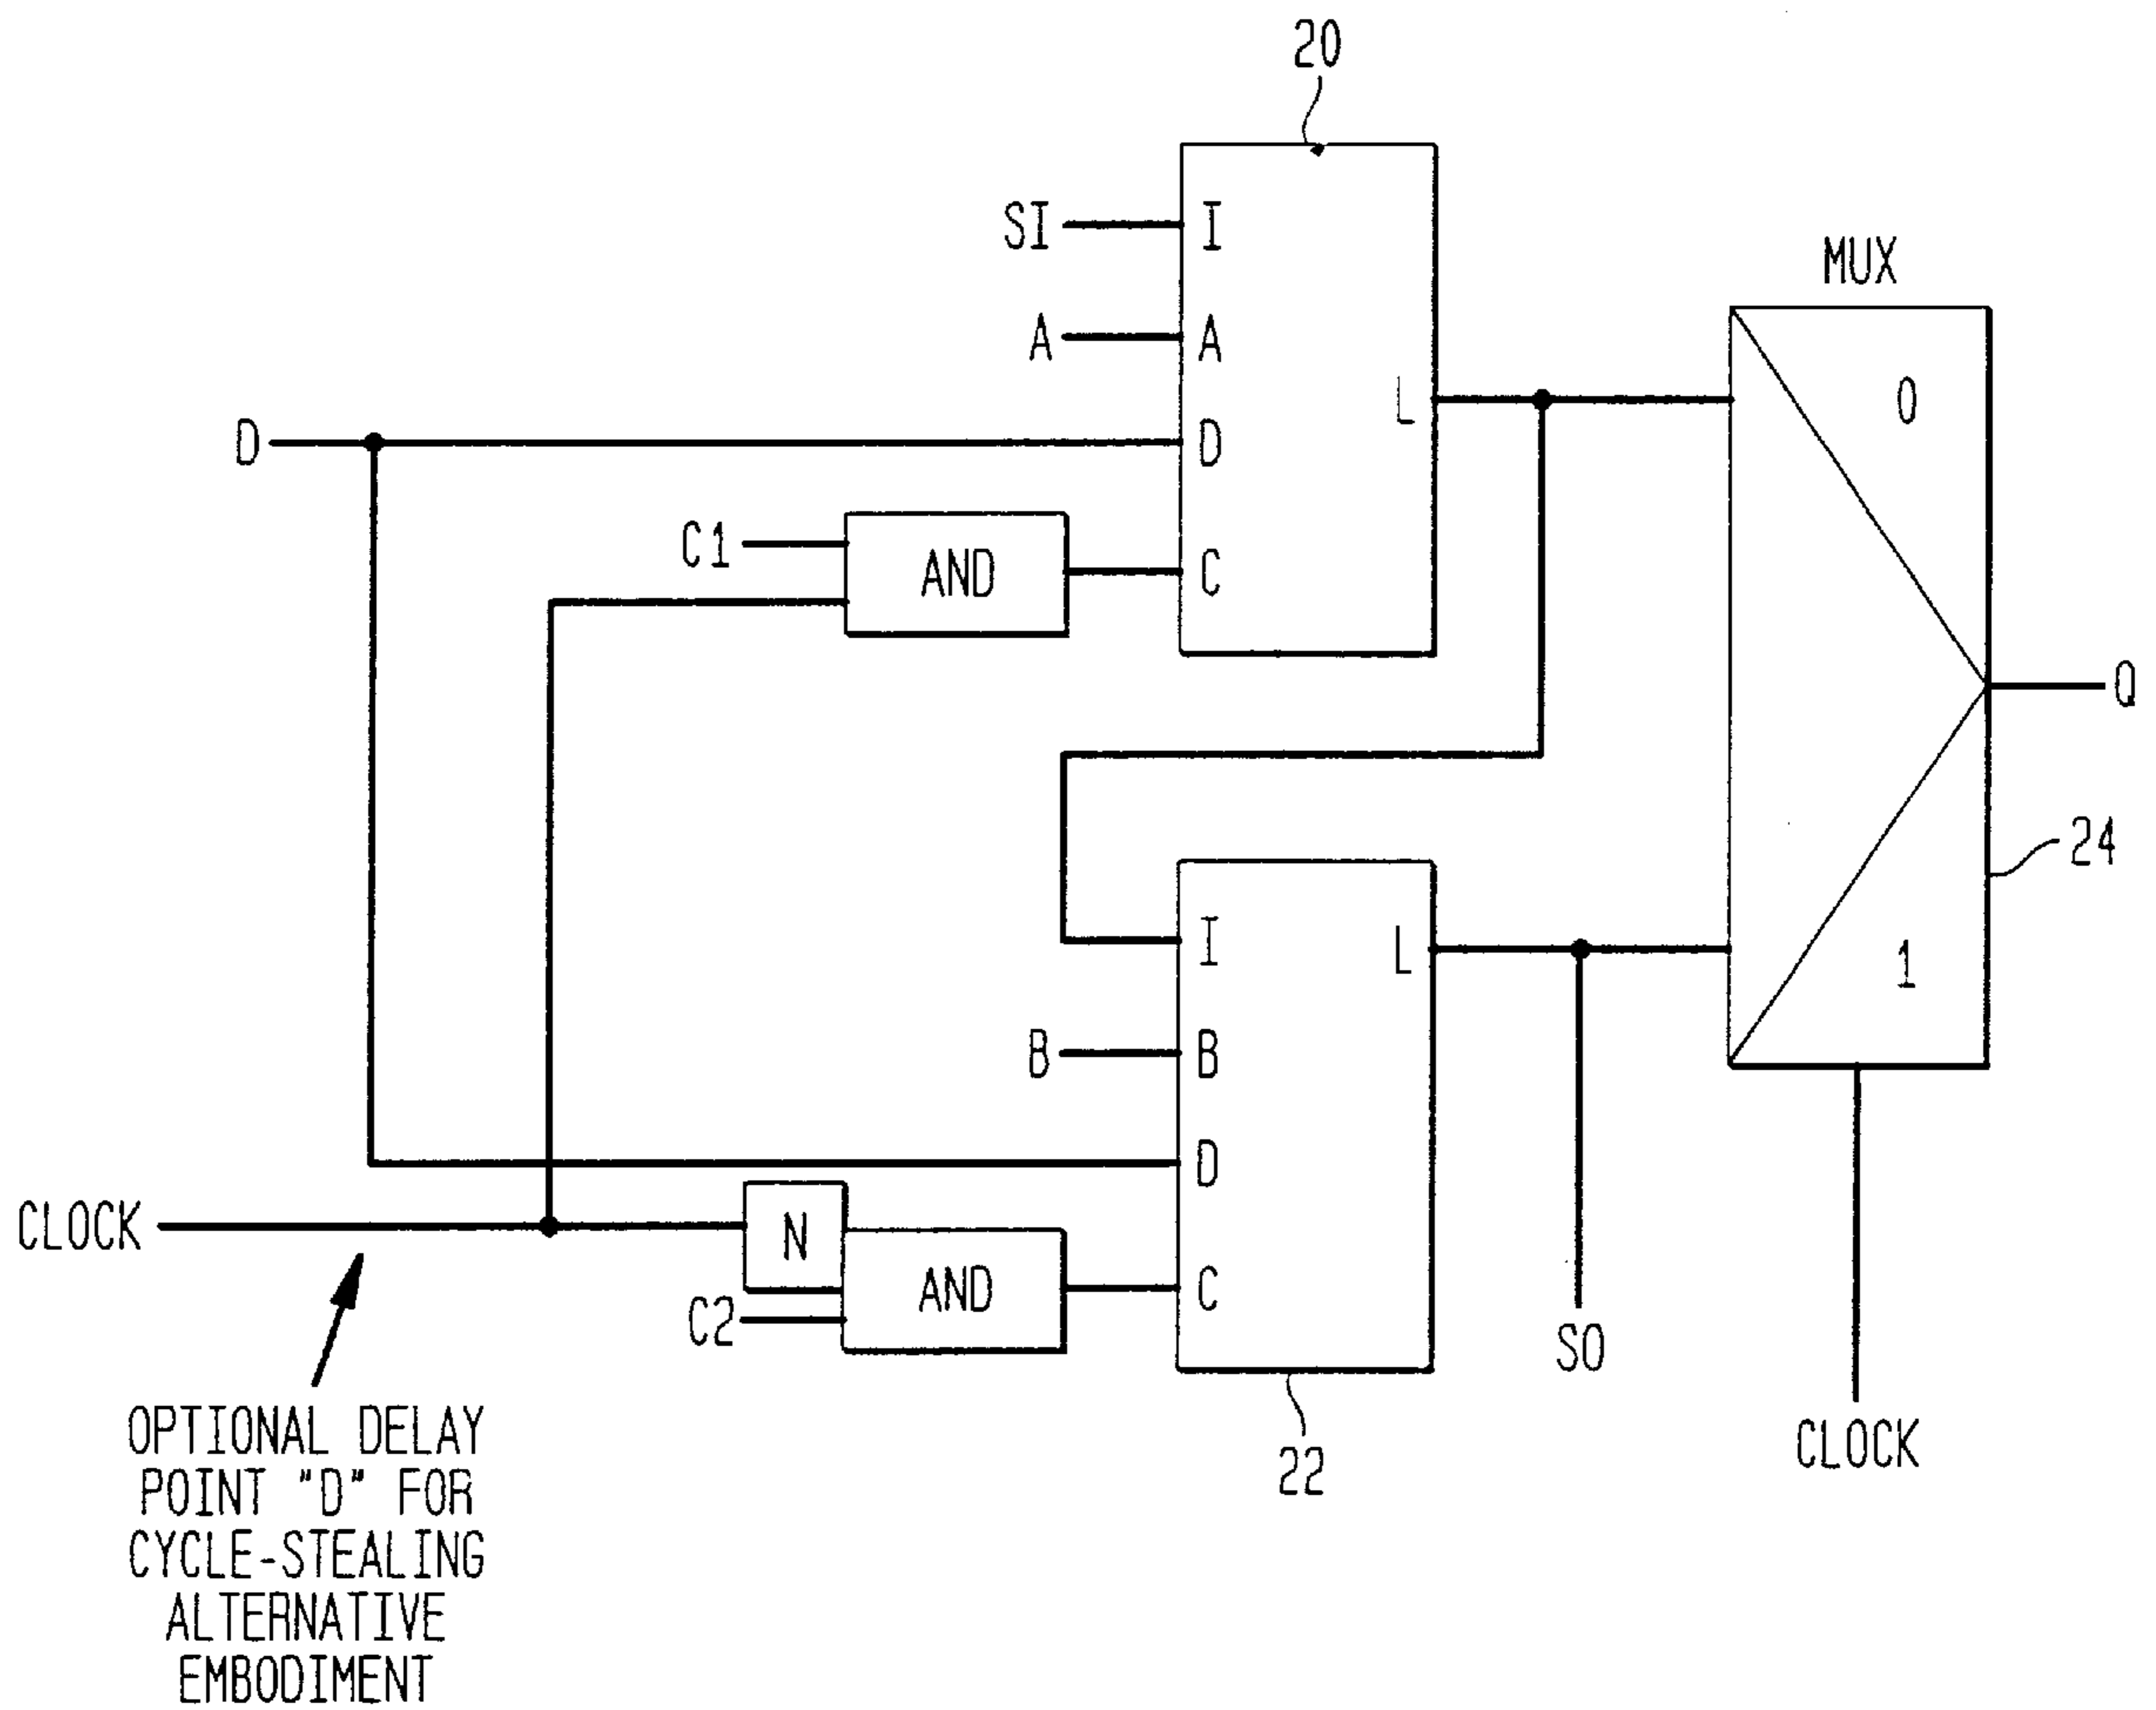 20
SI
I
A
A
D
D
L
C1
AND
C
MUX
0
Q
24
I
L
1
B
B
D
CLOCK
N
AND
C2
C
SO
22
CLOCK
OPTIONAL DELAY
POINT "D" FOR
CYCLE-STEALING
ALTERNATIVE
EMBODIMENT